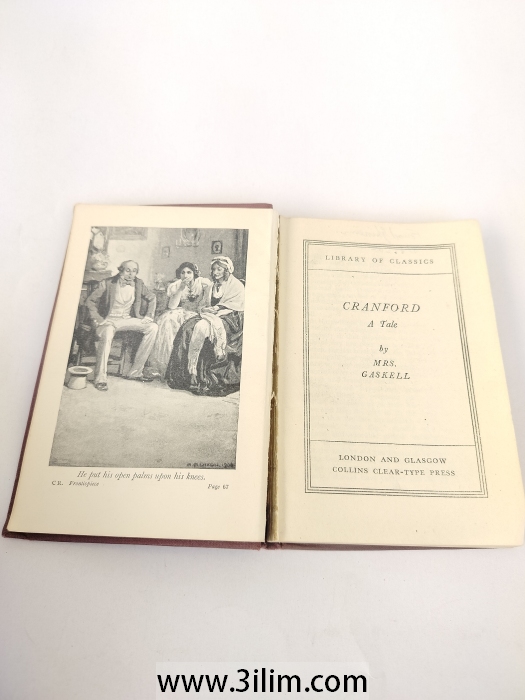 He put his open palms upon his knees.
CR. Frontispiece
Page 67
LIBRARY OF CLASSICS
CRANFORD
A Tale
by
MRS.
GASKELL
LONDON AND GLASGOW
COLLINS CLEAR-TYPE PRESS
www.3ilim.com